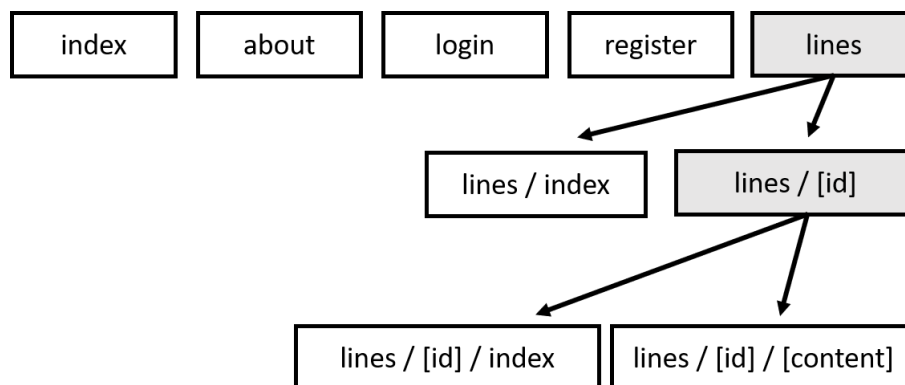 index
about
login
register
lines
lines / index
lines / [id]
lines / [id] / index
lines / [id] / [content]